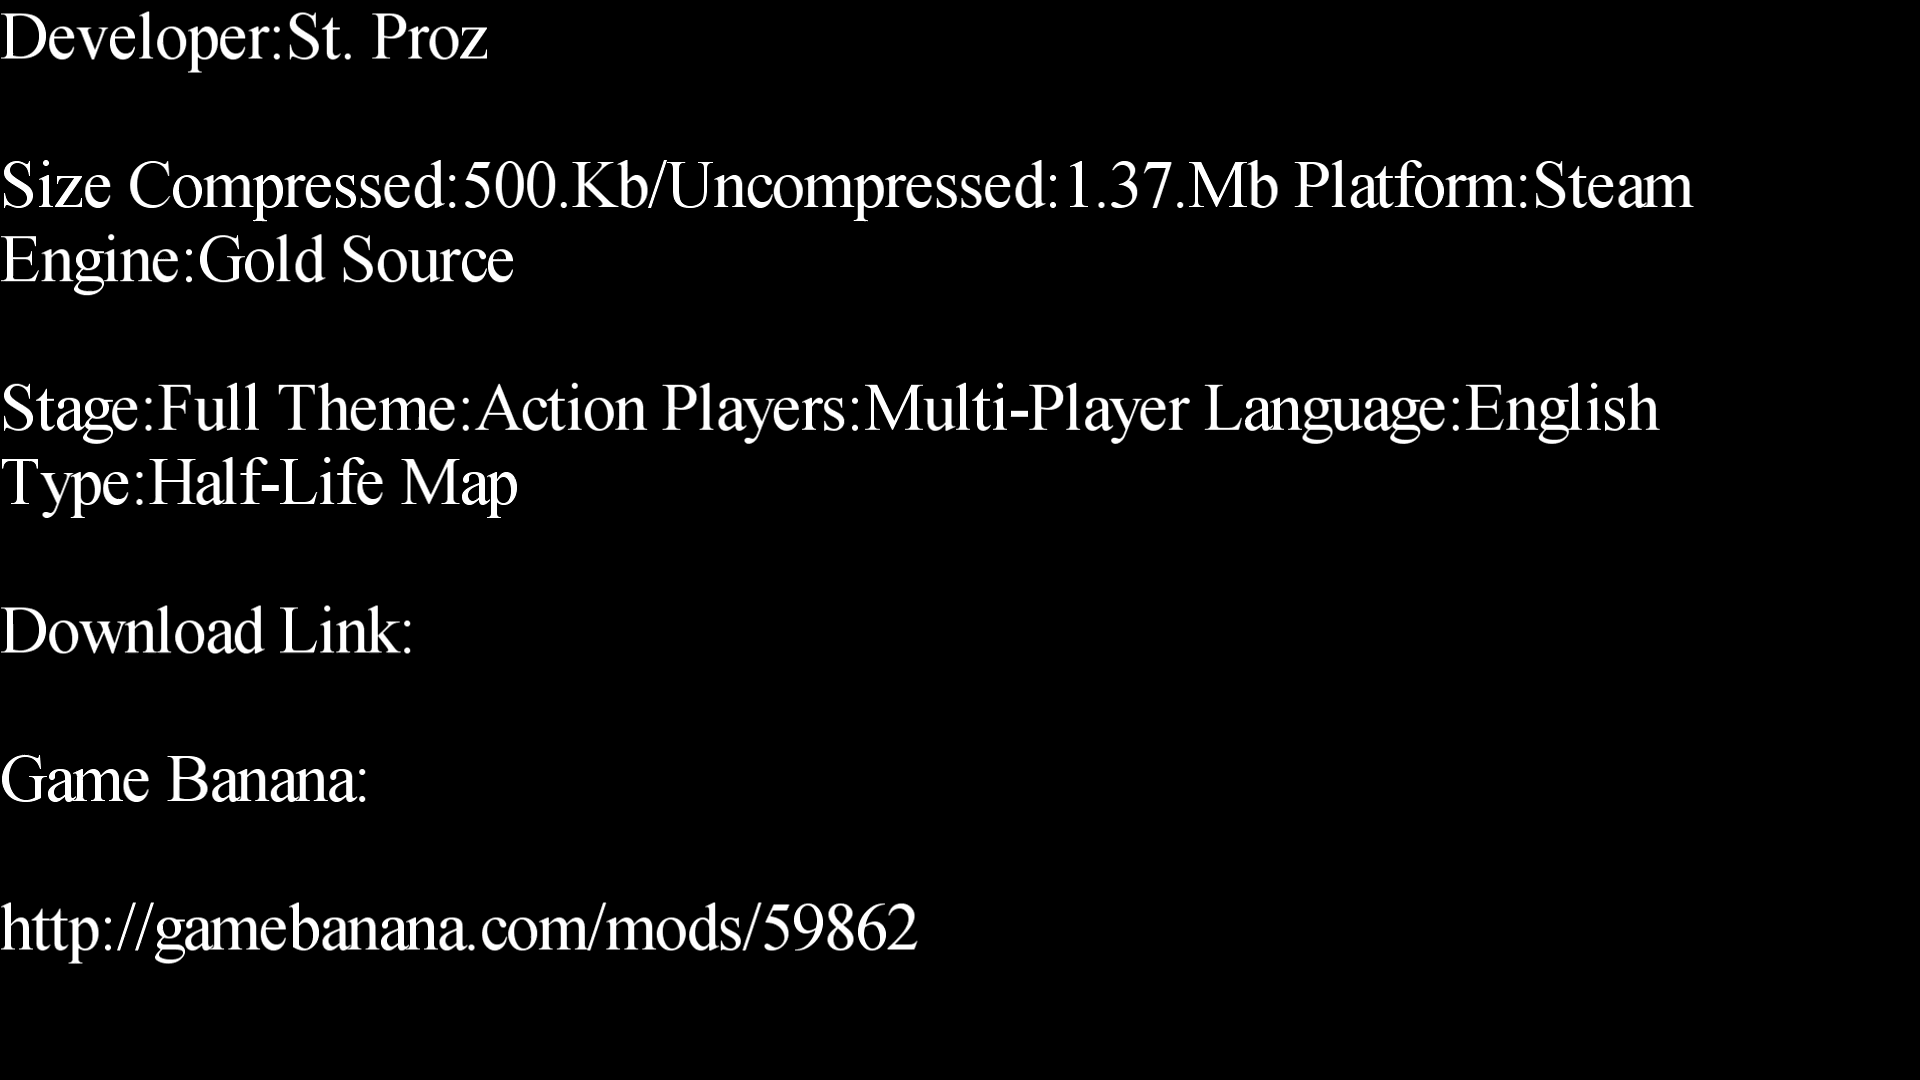 Developer:St. Proz
Size Compressed:500.Kb/Uncompressed:1.37.Mb Platform:Steam
Engine:Gold Source
Stage:Full Theme:Action Players:Multi-Player Language:English
Type:Half-Life Map
Download Link:
Game Banana:
http://gamebanana.com/mods/59862